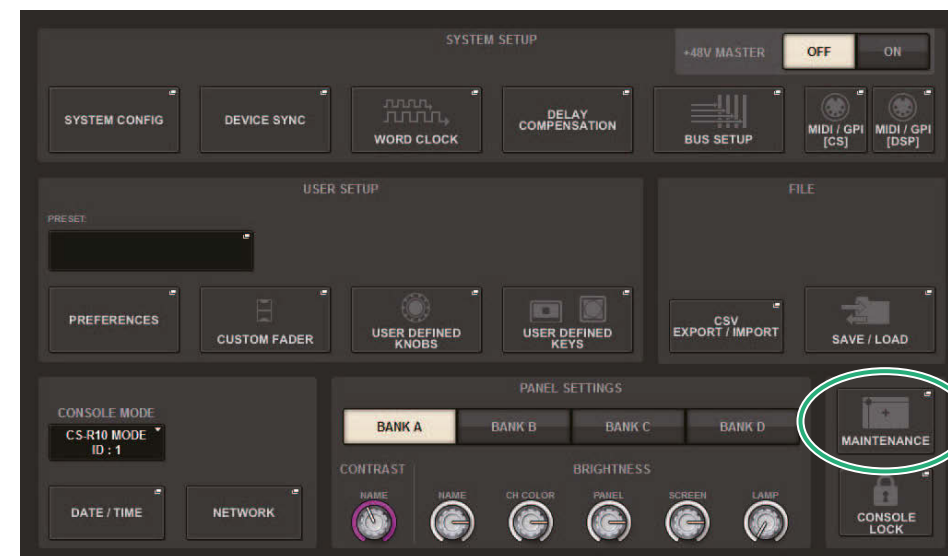 SYSTEM SETUP
+48V MASTER
OFF
ON
SYSTEM CONFIG
DEVICE SYNC
WORD CLOCK
DELAY
COMPENSATION
BUS SETUP
MIDI / GPI
[CS]
MIDI / GPI
[DSP]
USER SETUP
PRESET:
PREFERENCES
CUSTOM FADER
USER DEFINED
KNOBS
USER DEFINED
KEYS
FILE
CSV
EXPORT / IMPORT
SAVE / LOAD
CONSOLE MODE
CS-R10 MODE
ID : 1
DATE / TIME
NETWORK
PANEL SETTINGS
BANK A
BANK B
BANK C
BANK D
CONTRAST
BRIGHTNESS
NAME
NAME
CH COLOR
PANEL
SCREEN
LAMP
MAINTENANCE
CONSOLE
LOCK